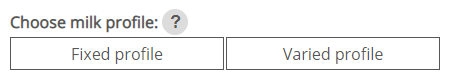 Choose milk profile: ?
Fixed profile Varied profile